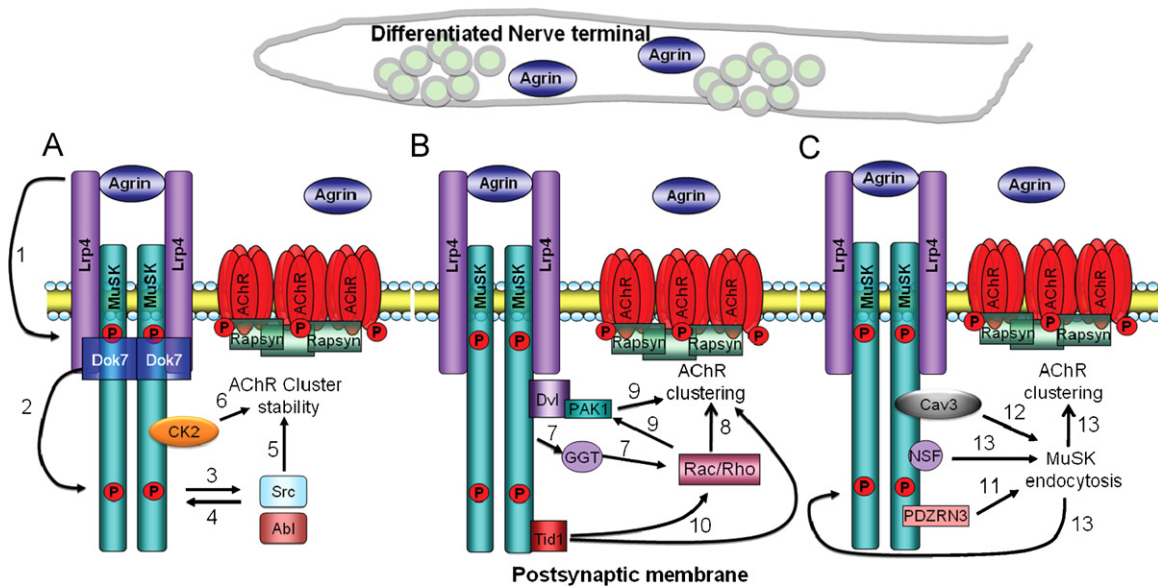 Differentiated Nerve terminal
Agrin
Agrin
A
Agrin
Agrin
1
Lrp4
MuSK
MuSK
Lrp4
AChR
AChR
AChR
P
P
P
P
P
Rapsyn
Rapsyn
Dok7
Dok7
2
AChR Cluster
stability
6
CK2
5
3
P
P
Src
4
Abl
B
Agrin
Agrin
Lrp4
MuSK
MuSK
Lrp4
AChR
AChR
AChR
P
P
P
P
P
Rapsyn
Rapsyn
AChR
clustering
Dvl
PAK1
9
9
8
7
GGT
7
Rac/Rho
P
P
10
Tid1
C
Agrin
Agrin
Lrp4
MuSK
MuSK
Lrp4
AChR
AChR
AChR
P
P
P
P
P
Rapsyn
Rapsyn
AChR
clustering
Cav3
12
13
NSF
13
MuSK
endocytosis
P
P
11
PDZRN3
13
Postsynaptic membrane